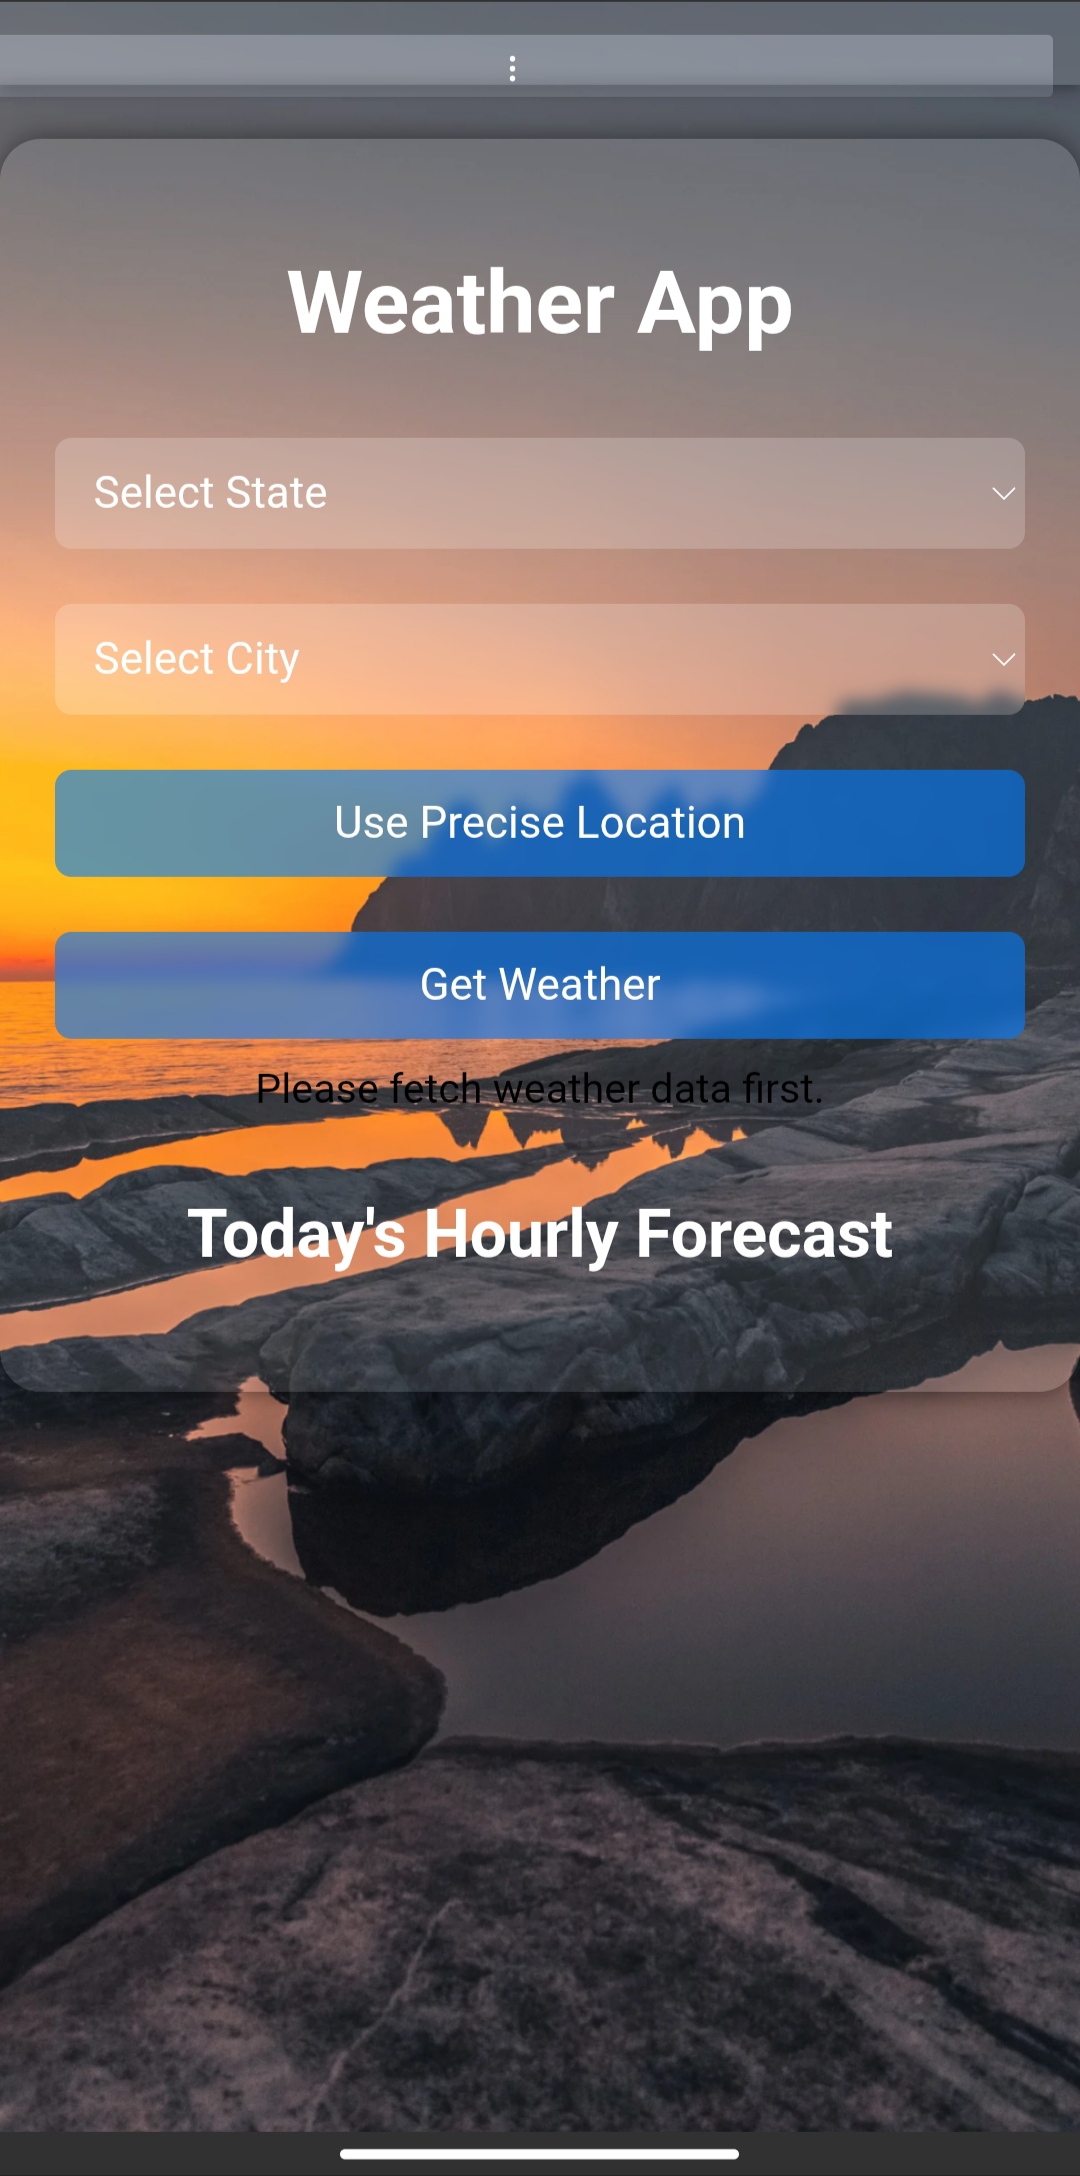 Weather App
Select State
Select City
Use Precise Location
Get Weather
Please fetch weather data first.
Today's Hourly Forecast